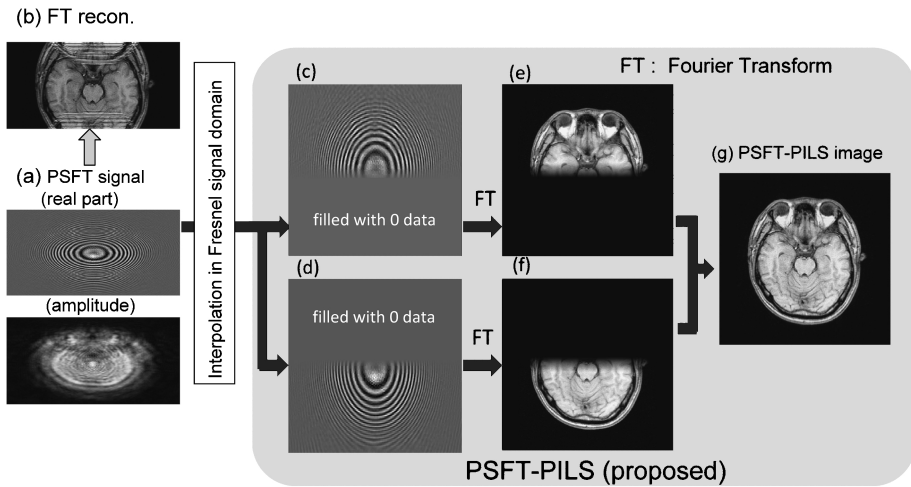 (b) FT recon.
(a) PSFT signal
(real part)
(amplitude)
Interpolation in Fresnel signal domain
FT : Fourier Transform
(c)
filled with 0 data
FT
(e)
(d)
filled with 0 data
FT
(f)
(g) PSFT-PILS image
PSFT-PILS (proposed)